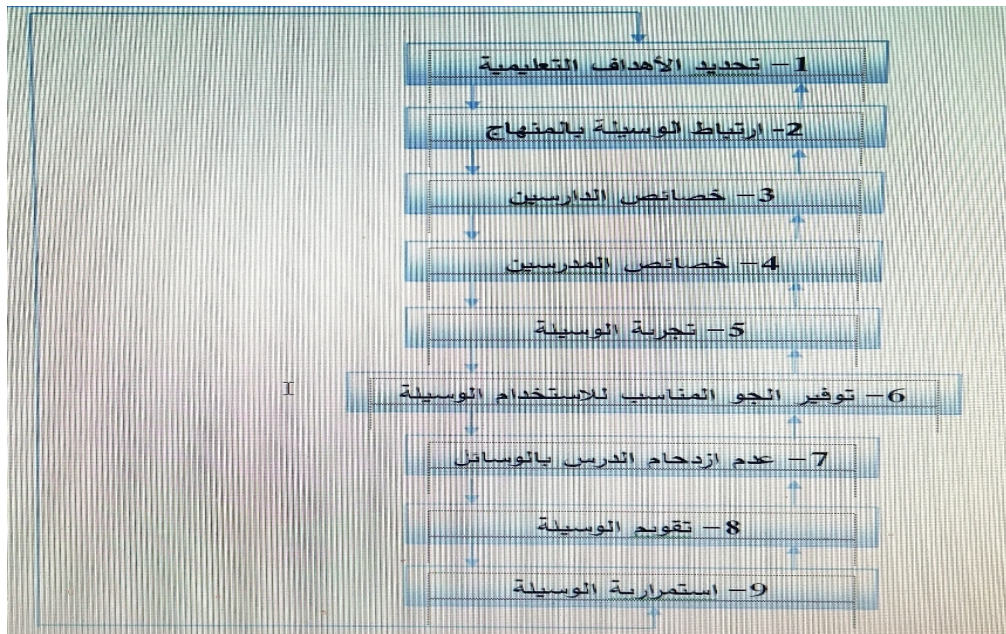 1– تحديد الأهداف التعليمية
2- ارتباط الوسيلة بالمنهاج
3– خصائص الدارسين
4– خصائص المدرسين
5– تجربة الوسيلة
6– توفير الجو المناسب للاستخدام الوسيلة
7– عدم ازدحام الدرس بالوسائل
8– تقويم الوسيلة
9– استمرارية الوسيلة